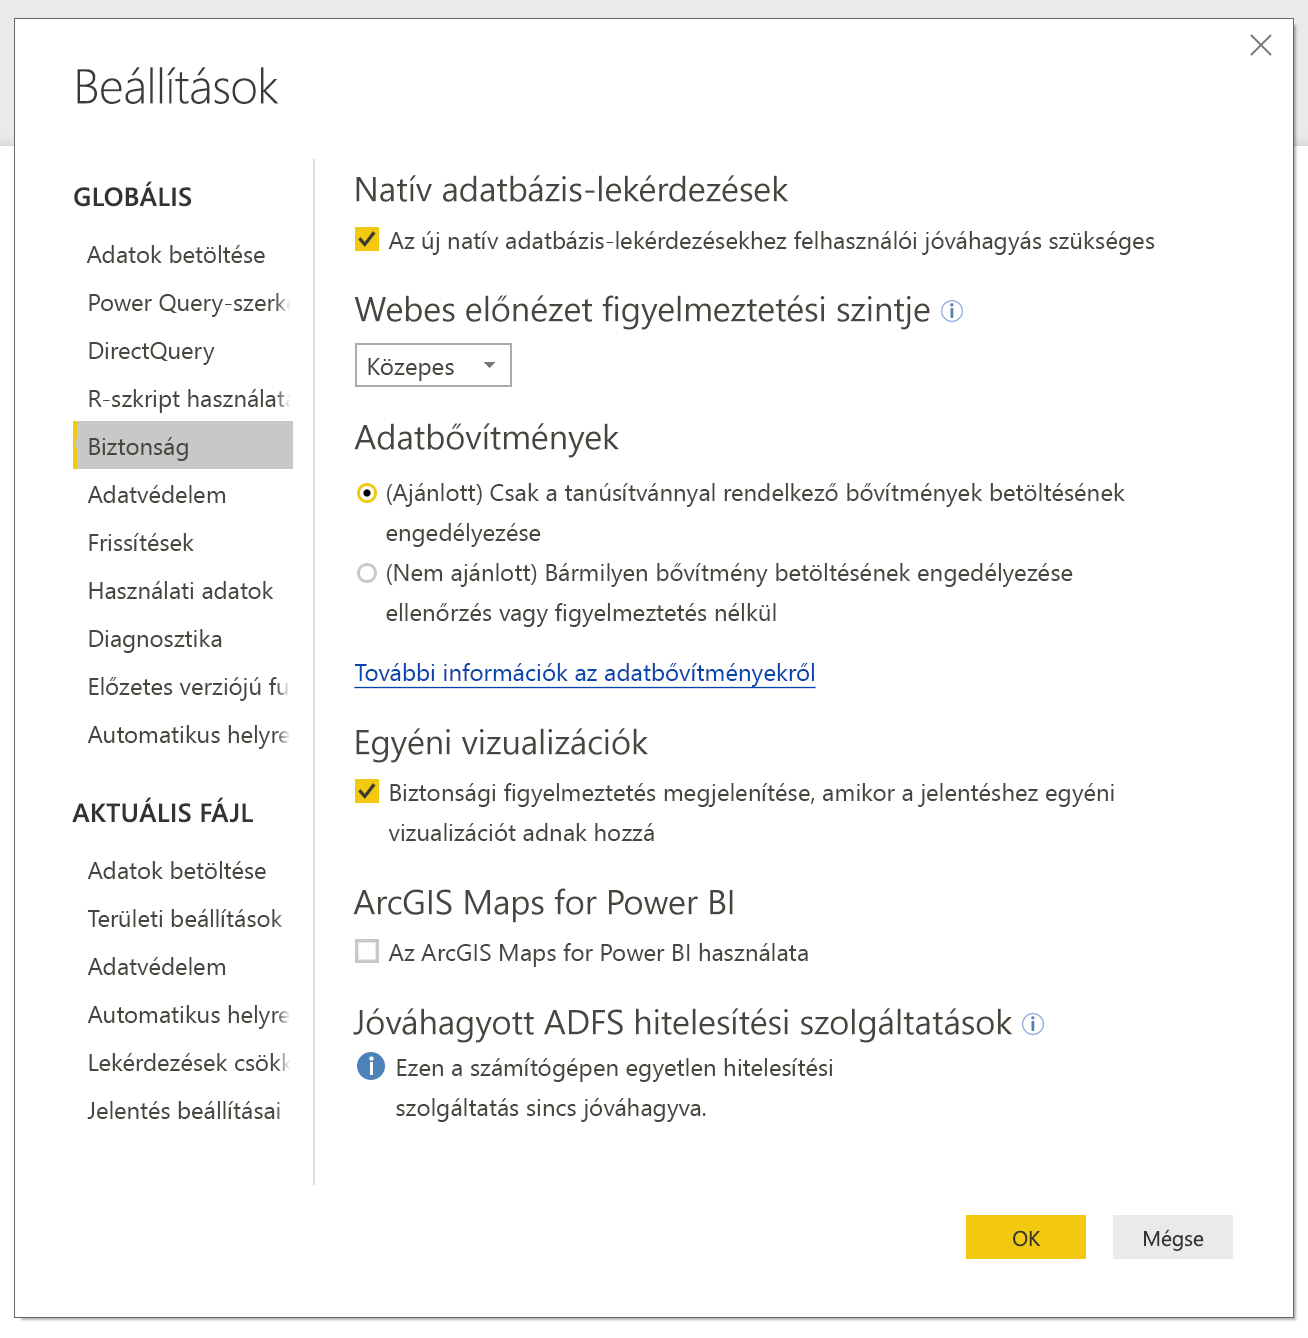 Beállítások
GLOBÁLIS
Adatok betöltése
Power Query-szerke
DirectQuery
R-szkript használata
Biztonság
Adatvédelem
Frissítések
Használati adatok
Diagnosztika
Előzetes verziójú fu
Automatikus helyre
AKTUÁLIS FÁJL
Adatok betöltése
Területi beállítások
Adatvédelem
Automatikus helyre
Lekérdezések csökk
Jelentés beállításai
Natív adatbázis-lekérdezések
Az új natív adatbázis-lekérdezésekhez felhasználói jóváhagyás szükséges
Webes előnézet figyelmeztetési szintje
Közepes
Adatbővítmények
(Ajánlott) Csak a tanúsítvánnyal rendelkező bővítmények betöltésének
engedélyezése
(Nem ajánlott) Bármilyen bővítmény betöltésének engedélyezése
ellenőrzés vagy figyelmeztetés nélkül
További információk az adatbővítményekről
Egyéni vizualizációk
Biztonsági figyelmeztetés megjelenítése, amikor a jelentéshez egyéni
vizualizációt adnak hozzá
ArcGIS Maps for Power BI
Az ArcGIS Maps for Power BI használata
Jóváhagyott ADFS hitelesítési szolgáltatások
Ezen a számítógépen egyetlen hitelesítési
szolgáltatás sincs jóváhagyva.
OK
Mégse